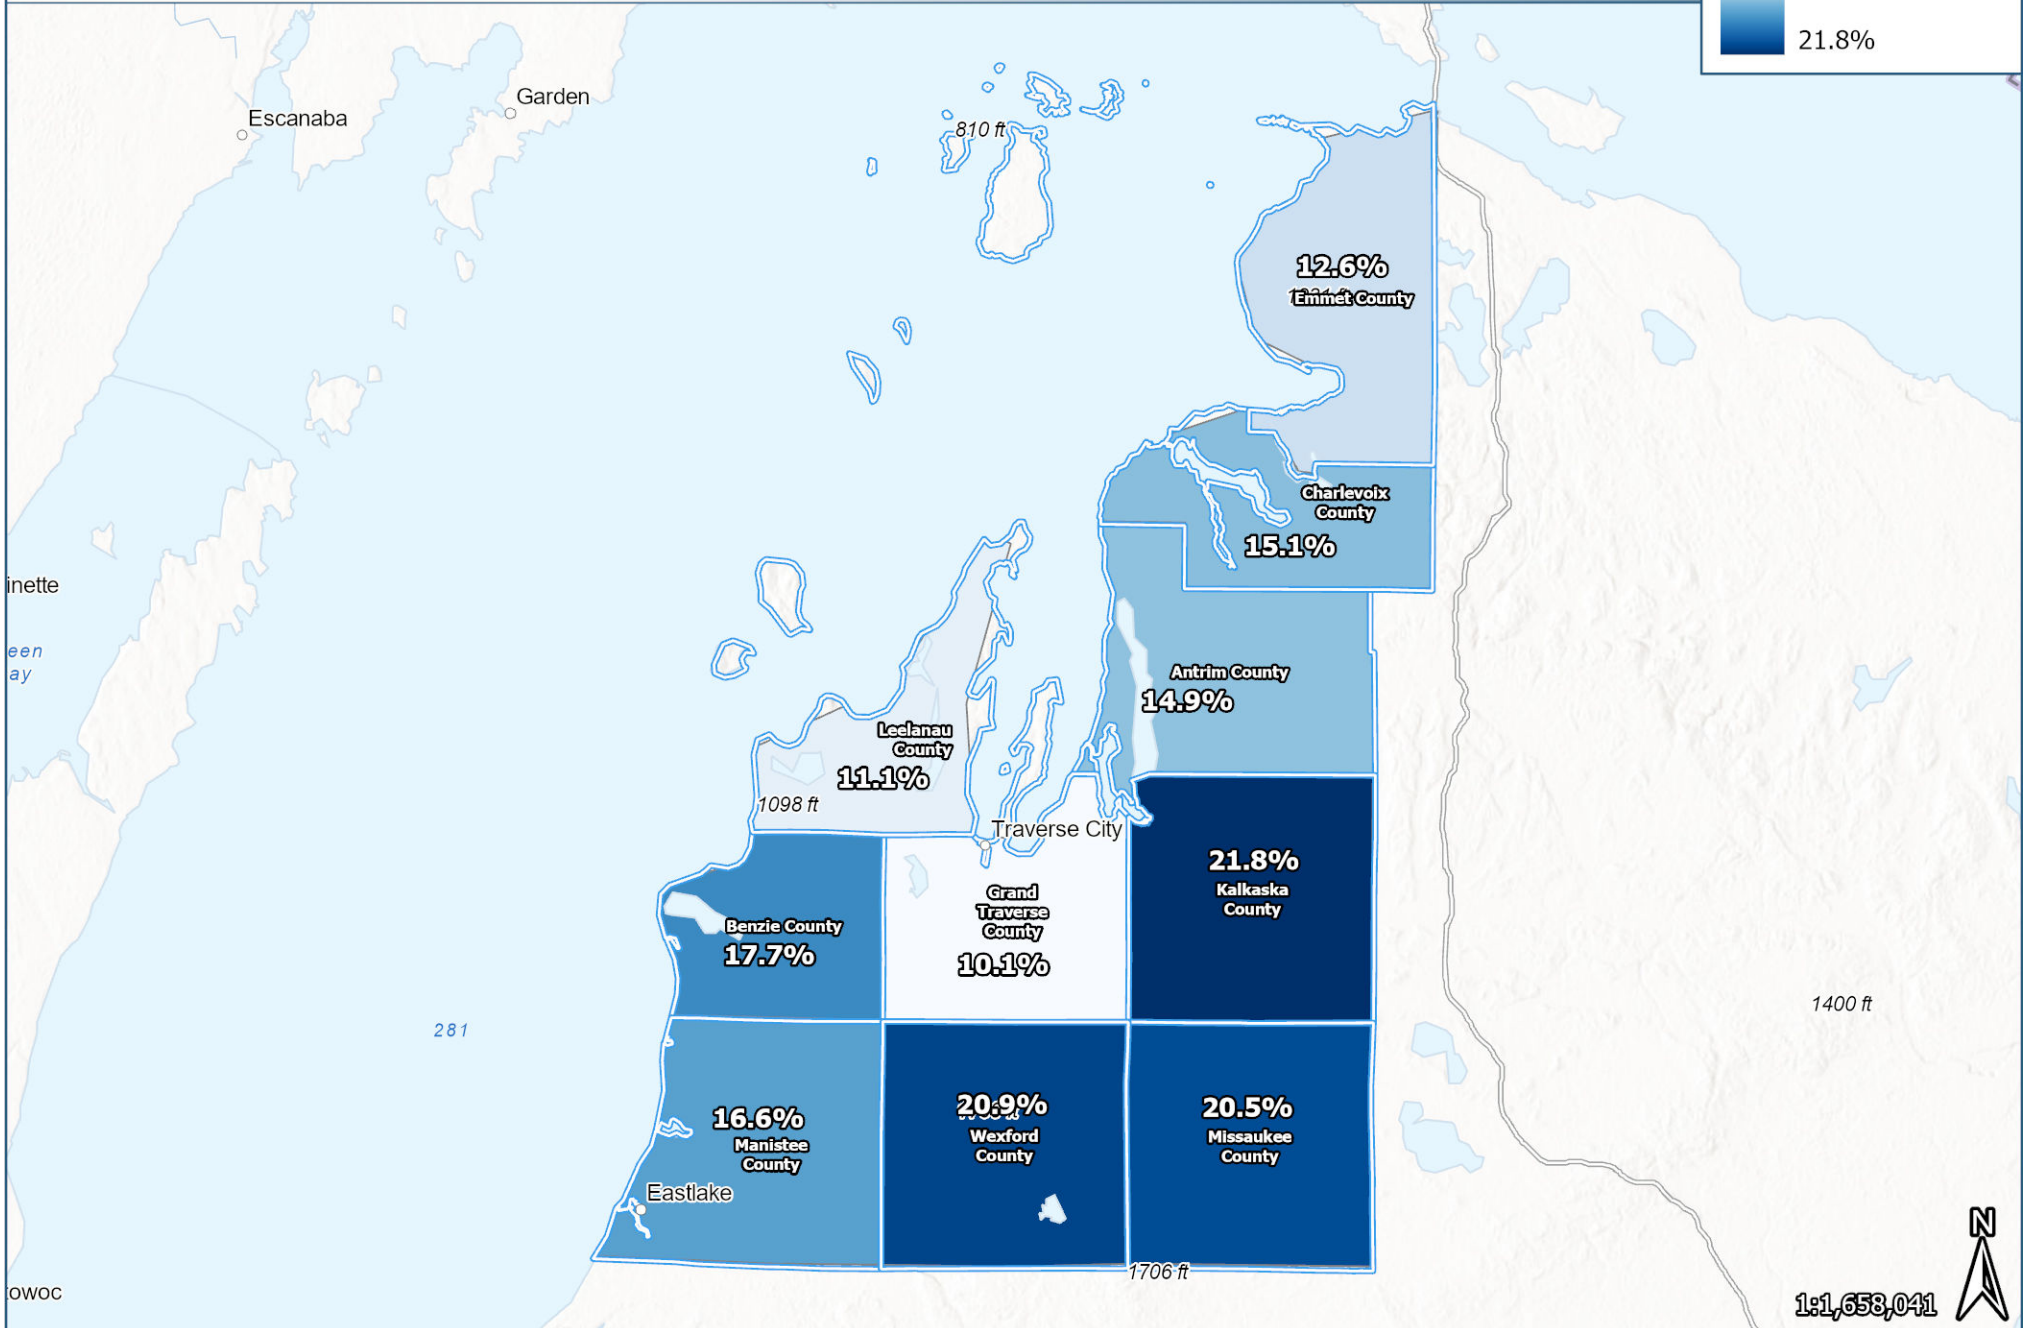 21.8%
Garden
Escanaba
810 ft
12.6%
Emmet County
Charlevoix
County
15.1%
inette
een
ay
Antrim County
14.9%
Leelanau
County
11.1%
1098 ft
Traverse City
21.8%
Kalkaska
County
Grand
Traverse
County
10.1%
Benzie County
17.7%
1400 ft
281
16.6%
Manistee
County
20.9%
Wexford
County
20.5%
Missaukee
County
Eastlake
N
1706 ft
owoc
1:1,658,041